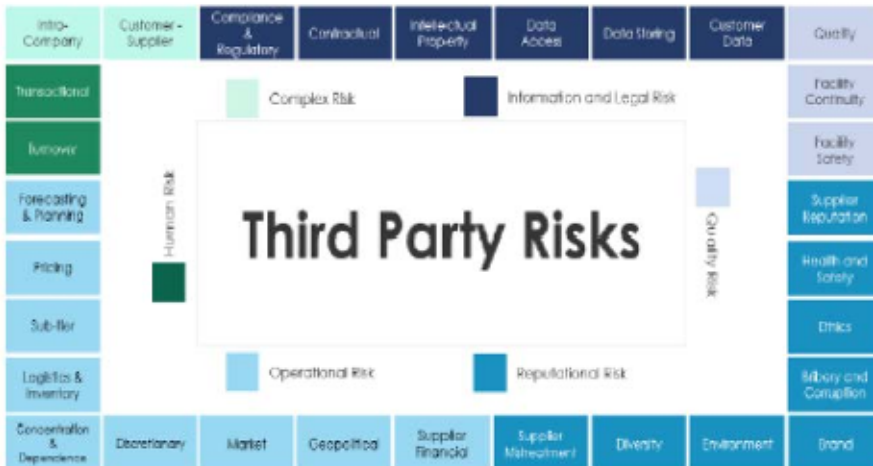 Intra-
Company
Customer -
Supplier
Compliance
&
Regulatory
Contractual
Intellectual
Property
Data
Access
Data Storing
Customer
Data
Quality
Transactional
Facility
Continuity
Complex Risk
Information and Legal Risk
Turnover
Facility
Safety
Forecasting
& Planning
Human Risk
Third Party Risks
Quality Risk
Supplier
Reputation
Pricing
Health and
Safety
Sub-tier
Ethics
Logistics &
Inventory
Operational Risk
Reputational Risk
Bribery and
Corruption
Concentration
&
Dependence
Discretionary
Market
Geopolitical
Supplier
Financial
Supplier
Mistreatment
Diversity
Environment
Brand